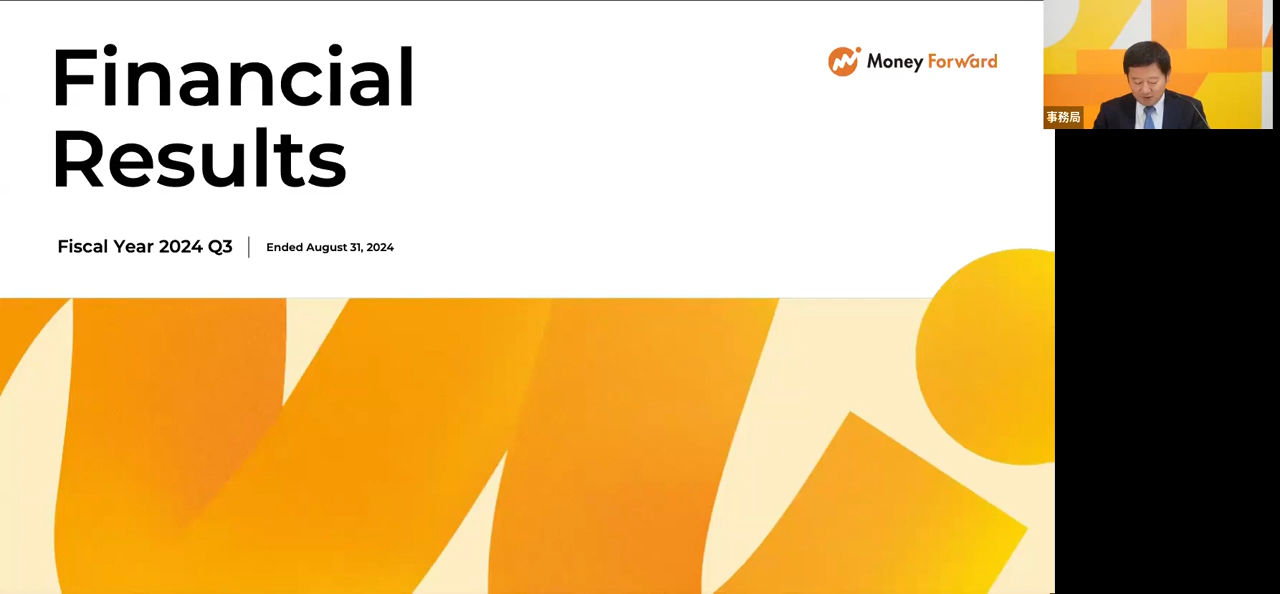 Financial
Results
Money Forward
事務局
Fiscal Year 2024 Q3
Ended August 31, 2024